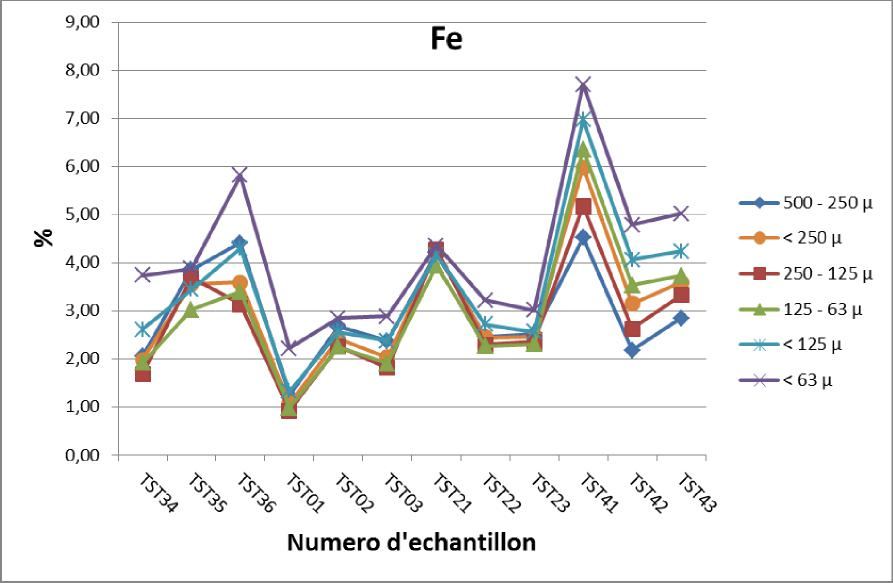 Fe
9,00
8,00
7,00
6,00
5,00
4,00
3,00
2,00
1,00
0,00
%
TST34
TST35
TST36
TST01
TST02
TST03
TST21
TST22
TST23
TST41
TST42
TST43
Numero d'echantillon
500 - 250 µ
< 250 µ
250 - 125 µ
125 - 63 µ
< 125 µ
< 63 µ